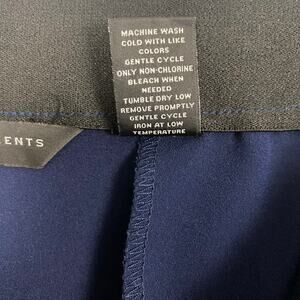 MACHINE WASH
COLD WITH LIKE
COLORS
GENTLE CYCLE
ONLY NON-CHLORINE
BLEACH WHEN
NEEDED
TUMBLE DRY LOW
REMOVE PROMPTLY
GENTLE CYCLE
IRON AT LOW
TEMPERATURE
ENTS